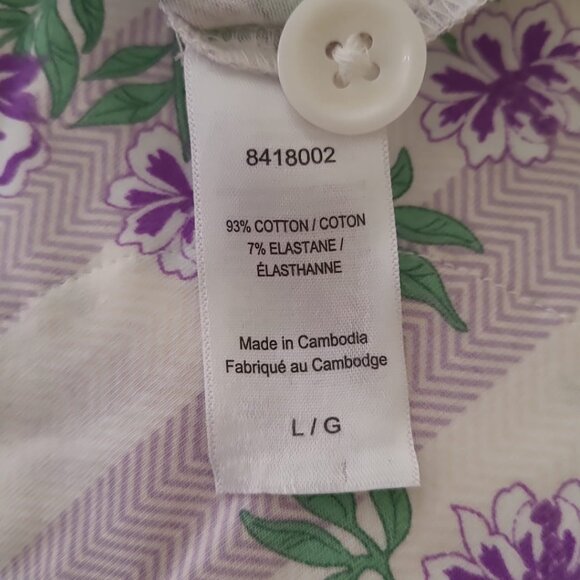 8418002
93% COTTON / COTON
7% ELASTANE /
ÉLASTHANNE
Made in Cambodia
Fabriqué au Cambodge
L / G